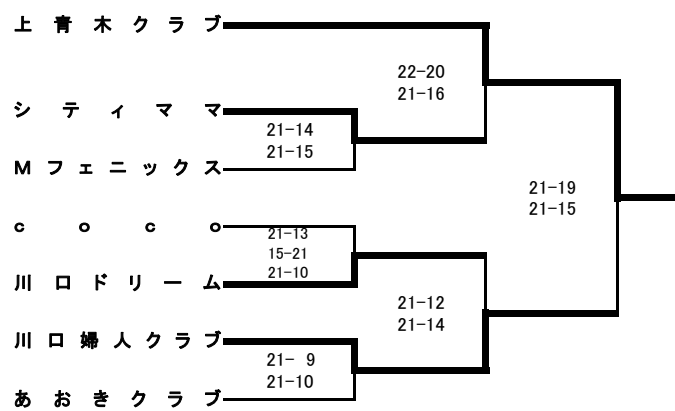 上青木クラブ
22-20
21-16
シティママ
21-14
21-15
Mフェニックス
21-19
21-15
coco
21-13
15-21
21-10
川口ドリーム
21-12
21-14
川口婦人クラブ
21- 9
21-10
あおきクラブ